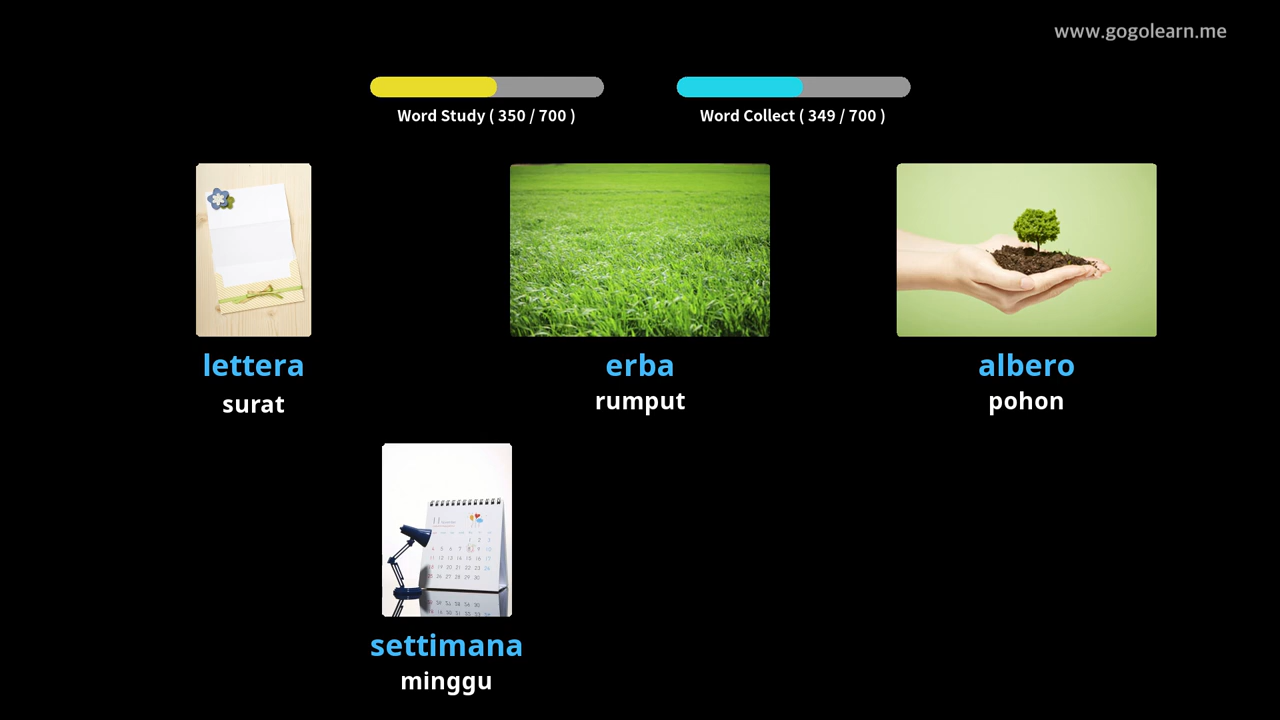 www.gogolearn.me
Word Study ( 350 / 700 )
Word Collect ( 349 / 700 )
lettera
surat
erba
rumput
albero
pohon
settimana
minggu